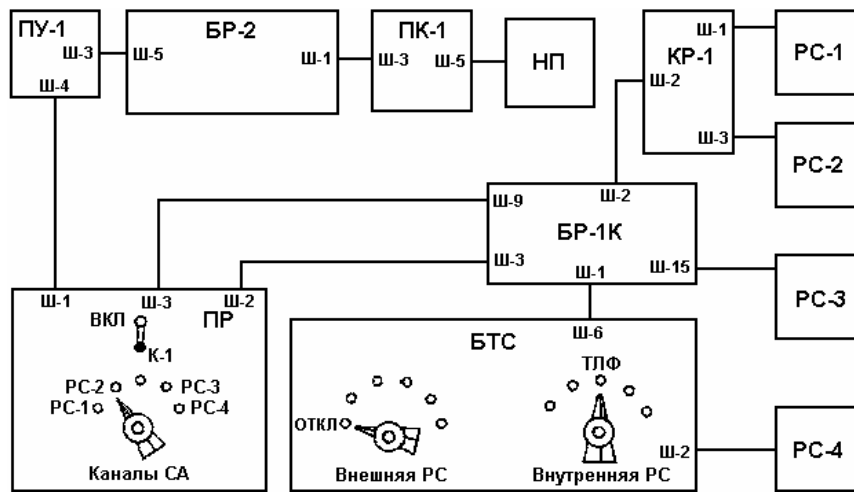 ПУ-1
Ш-3
Ш-4
БР-2
Ш-5
Ш-1
ПК-1
Ш-3
Ш-5
НП
КР-1
Ш-1
Ш-2
Ш-3
РС-1
РС-2
Ш-9
Ш-2
БР-1К
Ш-3
Ш-1
Ш-15
РС-3
Ш-1
Ш-3
Ш-2
ПР
ВКЛ
К-1
РС-2
РС-3
РС-1
РС-4
Каналы СА
Ш-6
БТС
ТЛФ
ОТКЛ
Ш-2
Внешняя РС
Внутренняя РС
РС-4